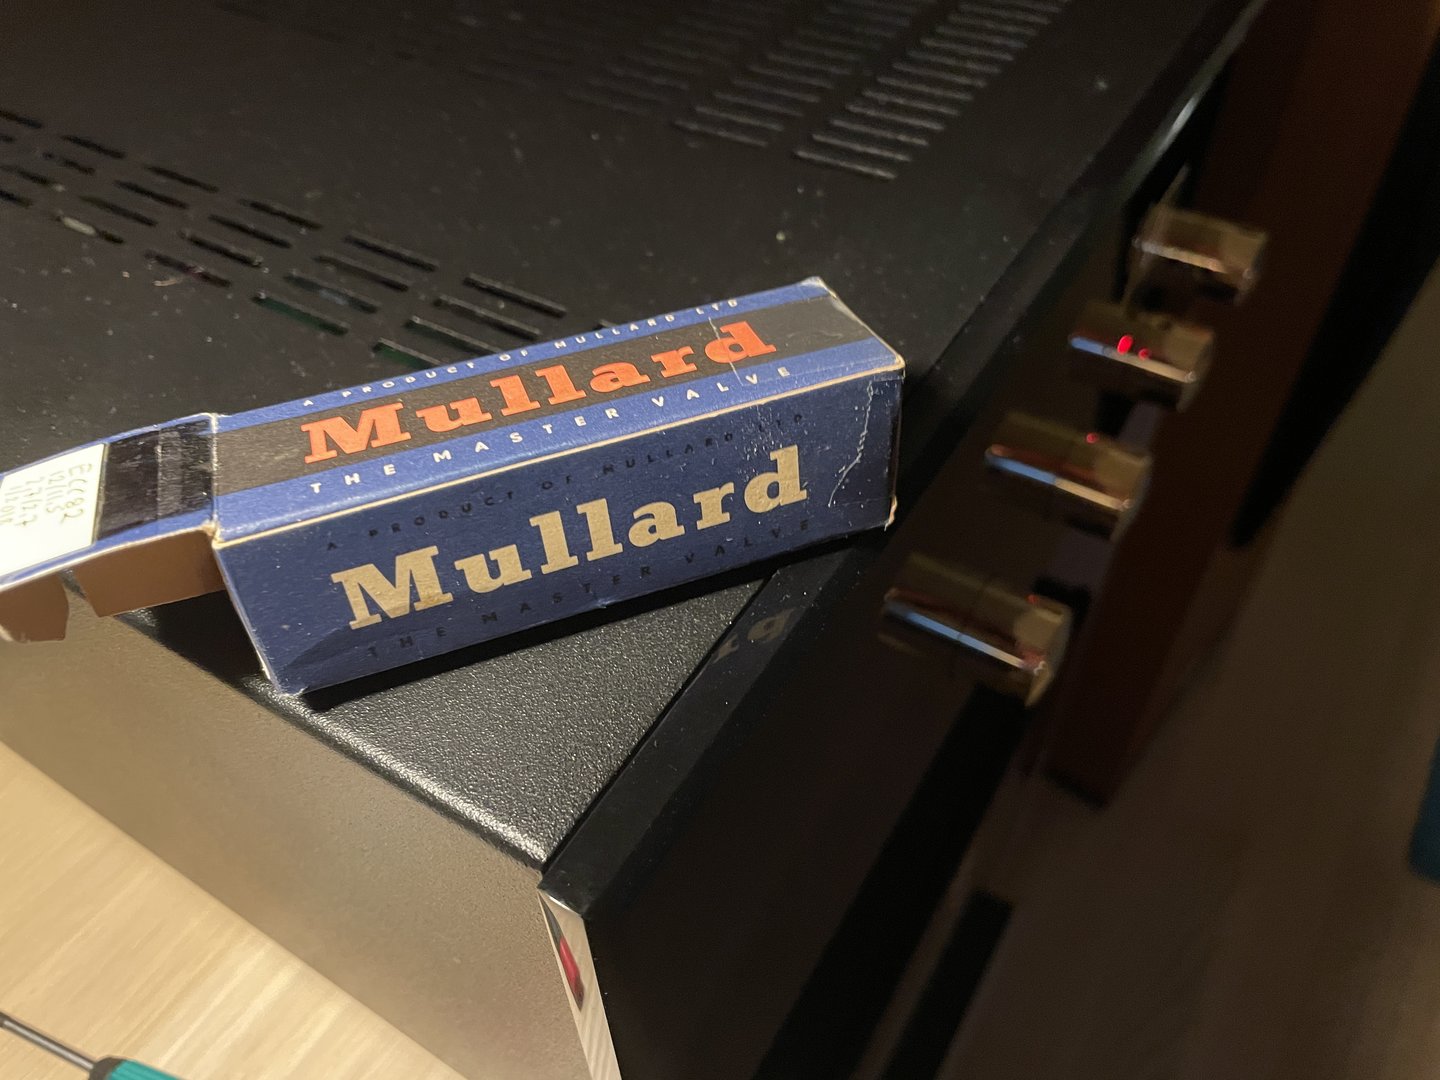 A PRODUCT OF MULLARD LTD
Mullard
THE MASTER VALVE
A PRODUCT OF MULLARD LTD
Mullard
THE MASTER VALVE
ECC82